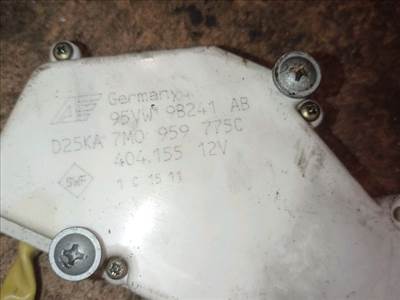 Germany
95VW 9B241 AB
D25KA 7M0 959 775C
404.155 12V
SWF
1 C 15 11